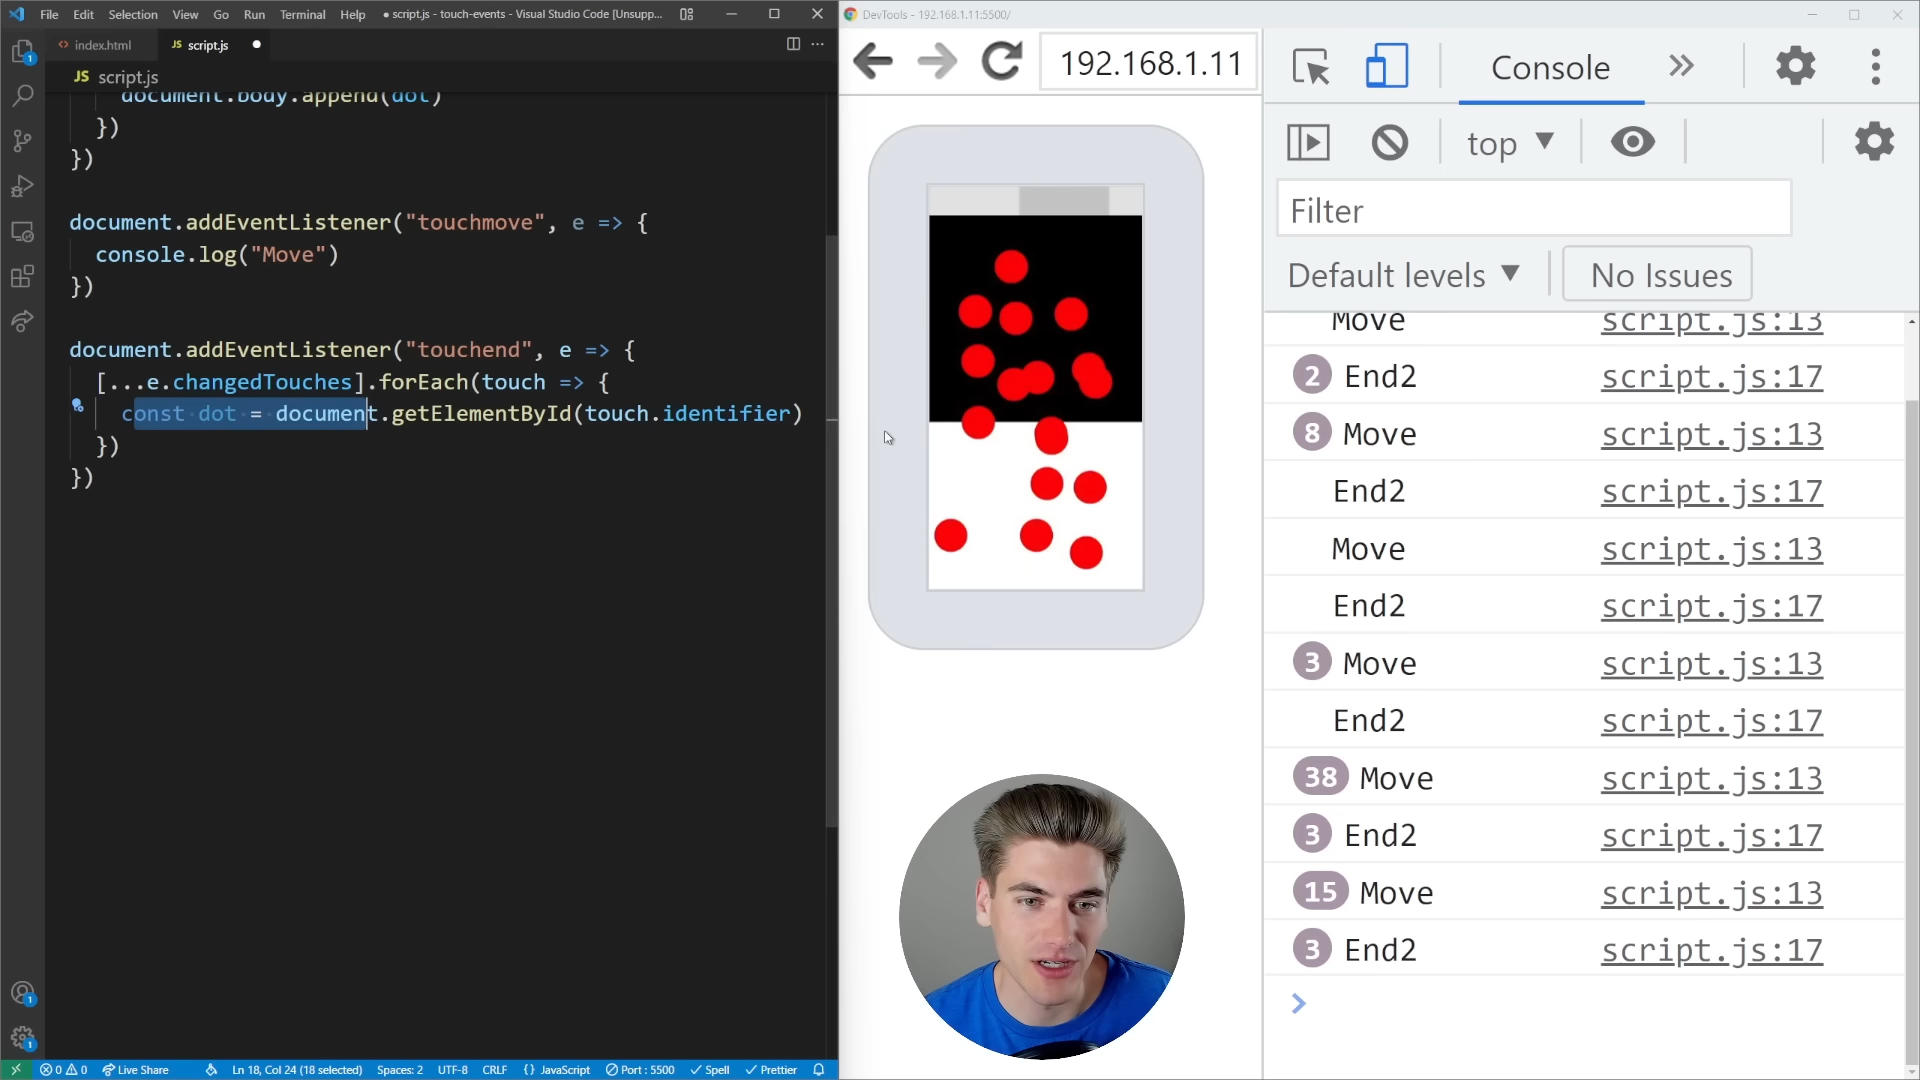 File Edit Selection View Go Run Terminal Help ● script.js - touch-events - Visual Studio Code [Unsupp...
index.html JS script.js ●
JS script.js
document.body.append(dot)
})
})
document.addEventListener("touchmove", e => {
console.log("Move")
})
document.addEventListener("touchend", e => {
[...e.changedTouches].forEach(touch => {
const dot = document.getElementById(touch.identifier)
})
})
1
1
1
0 0 Live Share Ln 18, Col 24 (18 selected) Spaces: 2 UTF-8 CRLF {} JavaScript Port : 5500 Spell Prettier
DevTools - 192.168.1.11:5500/
192.168.1.11
Console
top
Filter
Default levels No Issues
Move script.js:13
2 End2 script.js:17
8 Move script.js:13
End2 script.js:17
Move script.js:13
End2 script.js:17
3 Move script.js:13
End2 script.js:17
38 Move script.js:13
3 End2 script.js:17
15 Move script.js:13
3 End2 script.js:17